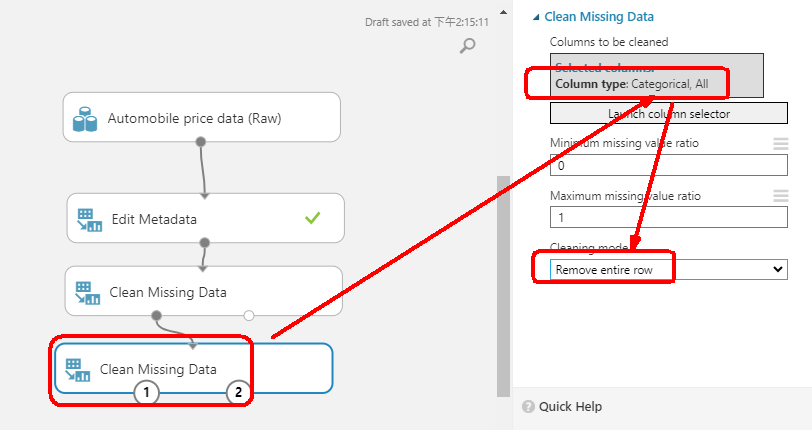 Draft saved at 下午2:15:11
Automobile price data (Raw)
Edit Metadata
Clean Missing Data
Clean Missing Data
1
2
Clean Missing Data
Columns to be cleaned
Selected columns:
Column type: Categorical, All
Launch column selector
Minimum missing value ratio
0
Maximum missing value ratio
1
Cleaning mode
Remove entire row
? Quick Help